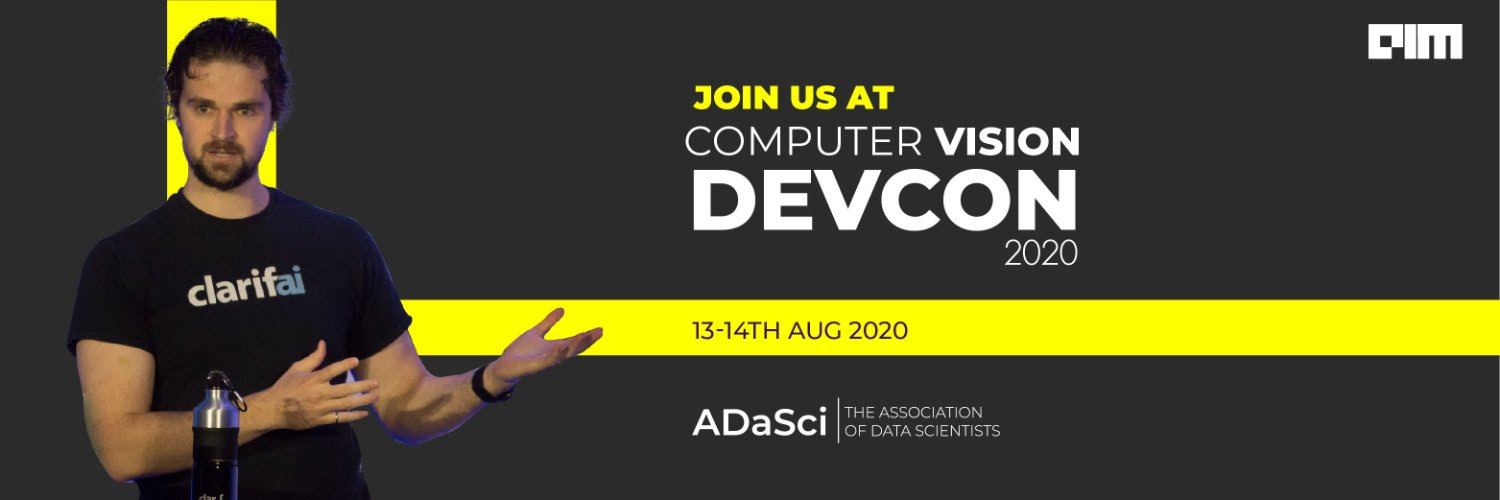 AIM
JOIN US AT
COMPUTER VISION
DEVCON
2020
clarifai
13-14TH AUG 2020
ADaSci
THE ASSOCIATION
OF DATA SCIENTISTS